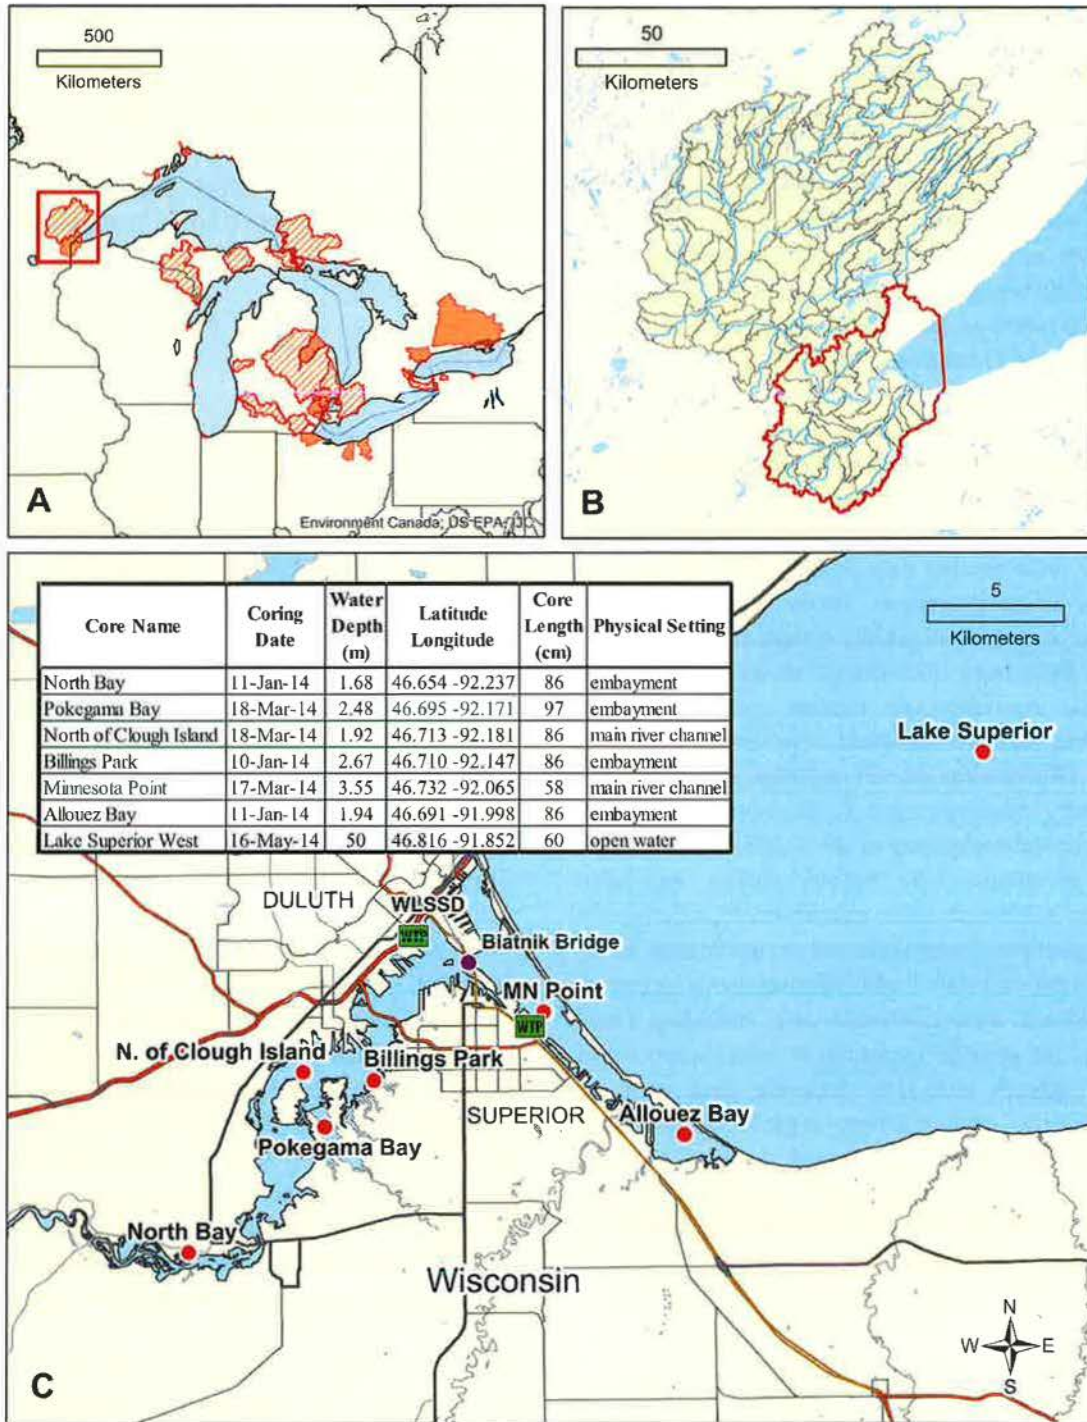 500
Kilometers
A
Environment Canada; US EPA; IJC
50
Kilometers
B
Core Name Coring Date Water Depth (m) Latitude Longitude Core Length (cm) Physical Setting
North Bay 11-Jan-14 1.68 46.654 -92.237 86 embayment
Pokegama Bay 18-Mar-14 2.48 46.695 -92.171 97 embayment
North of Clough Island 18-Mar-14 1.92 46.713 -92.181 86 main river channel
Billings Park 10-Jan-14 2.67 46.710 -92.147 86 embayment
Minnesota Point 17-Mar-14 3.55 46.732 -92.065 58 main river channel
Allouez Bay 11-Jan-14 1.94 46.691 -91.998 86 embayment
Lake Superior West 16-May-14 50 46.816 -91.852 60 open water
5
Kilometers
Lake Superior
DULUTH
WLSSD
WTP
Blatnik Bridge
MN Point
WTP
N. of Clough Island
Billings Park
SUPERIOR
Allouez Bay
Pokegama Bay
North Bay
Wisconsin
N
W E
S
C